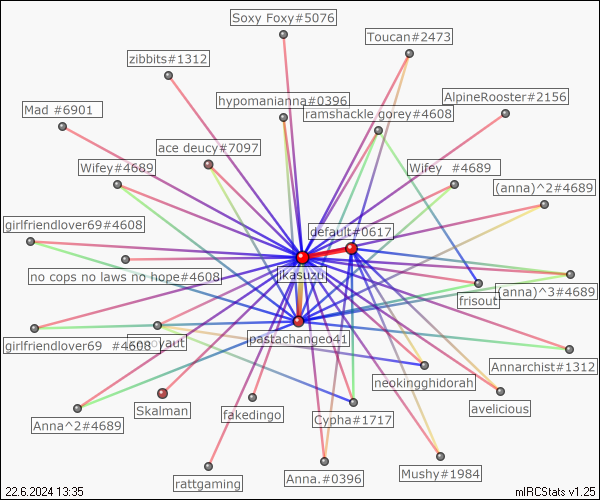 Soxy Foxy#5076
Toucan#2473
zibbits#1312
AlpineRooster#2156
hypomanianna#0396
Mad #6901
ramshackle gorey#4608
ace deucy#7097
Wifey#4689
Wifey  #4689
(anna)^2#4689
girlfriendlover69#4608
default#0617
no cops no laws no hope#4608
jkasuzu
(anna)^3#4689
frisout
girlfriendlover69  #4608
yaut
pastachangeo41
Annarchist#1312
neokingghidorah
Skalman
fakedingo
Cypha#1717
avelicious
Anna^2#4689
rattgaming
Anna.#0396
Mushy#1984
22.6.2024 13:35
mIRCStats v1.25